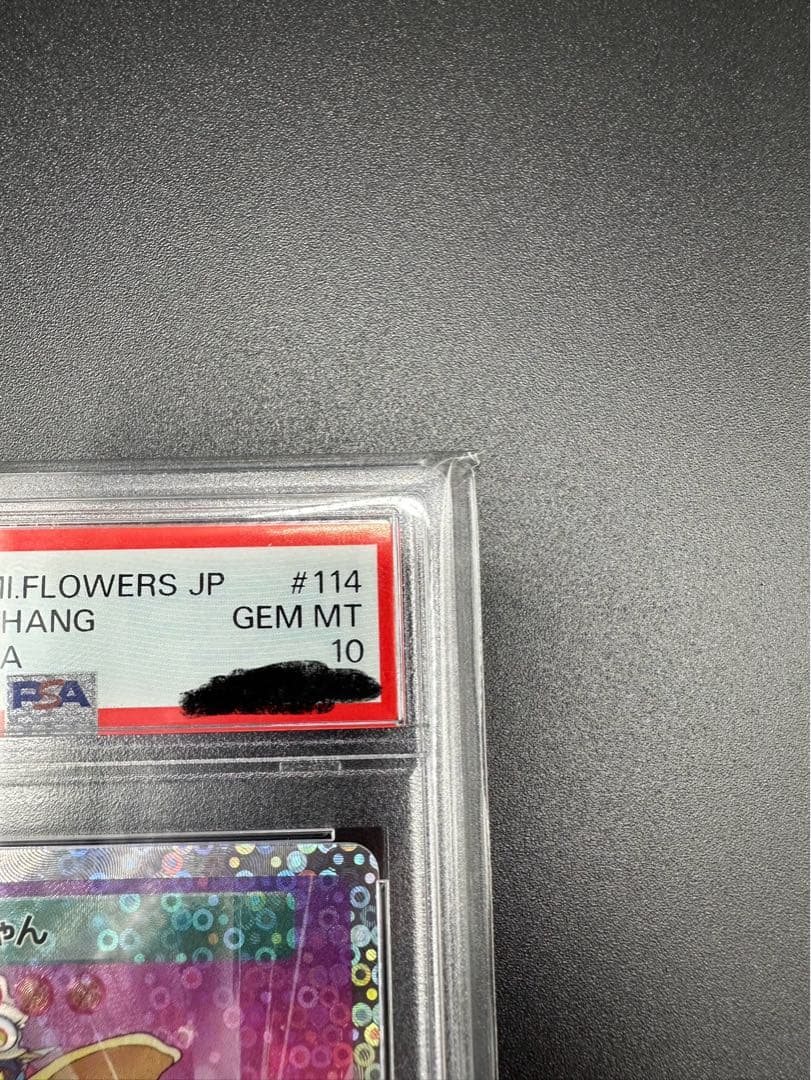 .FLOWERS JP #114
HANG GEM MT
A 10
PSA
ゃん